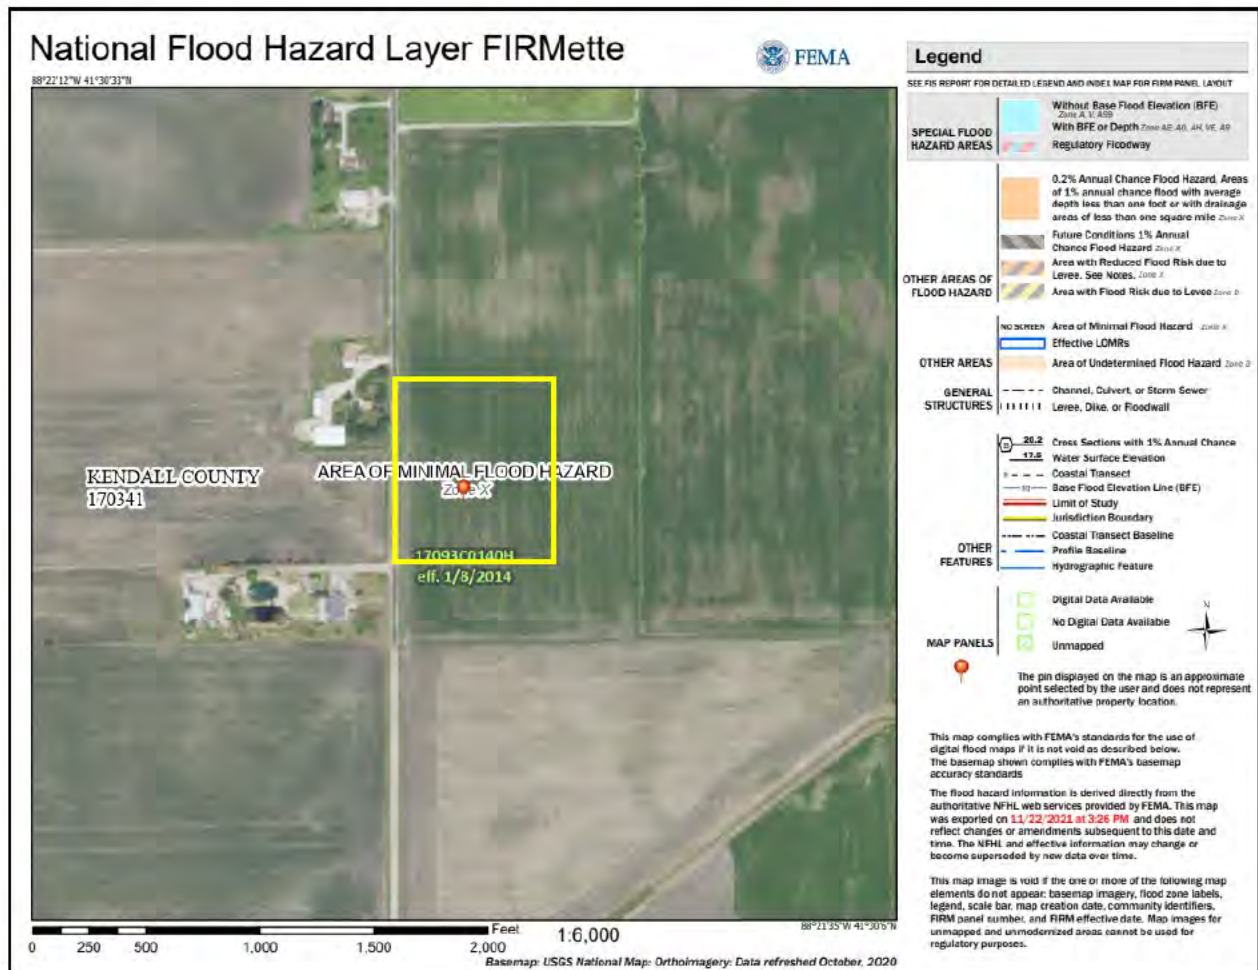 National Flood Hazard Layer FIRMette
FEMA
88°22'12"W 41°30'33"N
KENDALL COUNTY
170341
AREA OF MINIMAL FLOOD HAZARD
Zone X
17093C0140H
eff. 1/8/2014
88°21'35"W 41°30'6"N
Feet
1:6,000
0 250 500 1,000 1,500 2,000
Basemap: USGS National Map: Orthoimagery: Data refreshed October, 2020
Legend
SEE FIS REPORT FOR DETAILED LEGEND AND INDEX MAP FOR FIRM PANEL LAYOUT
SPECIAL FLOOD
HAZARD AREAS
Without Base Flood Elevation (BFE)
Zone A, V, A99
With BFE or Depth Zone AE, AO, AH, VE, AR
Regulatory Floodway
OTHER AREAS OF
FLOOD HAZARD
0.2% Annual Chance Flood Hazard, Areas
of 1% annual chance flood with average
depth less than one foot or with drainage
areas of less than one square mile Zone X
Future Conditions 1% Annual
Chance Flood Hazard Zone X
Area with Reduced Flood Risk due to
Levee. See Notes. Zone X
Area with Flood Risk due to Levee Zone D
OTHER AREAS
NO SCREEN Area of Minimal Flood Hazard Zone X
Effective LOMRs
Area of Undetermined Flood Hazard Zone D
GENERAL
STRUCTURES
Channel, Culvert, or Storm Sewer
Levee, Dike, or Floodwall
OTHER
FEATURES
20.2 Cross Sections with 1% Annual Chance
17.5 Water Surface Elevation
Coastal Transect
Base Flood Elevation Line (BFE)
Limit of Study
Jurisdiction Boundary
Coastal Transect Baseline
Profile Baseline
Hydrographic Feature
MAP PANELS
Digital Data Available
No Digital Data Available
Unmapped
N
The pin displayed on the map is an approximate
point selected by the user and does not represent
an authoritative property location.
This map complies with FEMA's standards for the use of
digital flood maps if it is not void as described below.
The basemap shown complies with FEMA's basemap
accuracy standards
The flood hazard information is derived directly from the
authoritative NFHL web services provided by FEMA. This map
was exported on 11/22/2021 at 3:26 PM and does not
reflect changes or amendments subsequent to this date and
time. The NFHL and effective information may change or
become superseded by new data over time.
This map image is void if the one or more of the following map
elements do not appear: basemap imagery, flood zone labels,
legend, scale bar, map creation date, community identifiers,
FIRM panel number, and FIRM effective date. Map images for
unmapped and unmodernized areas cannot be used for
regulatory purposes.